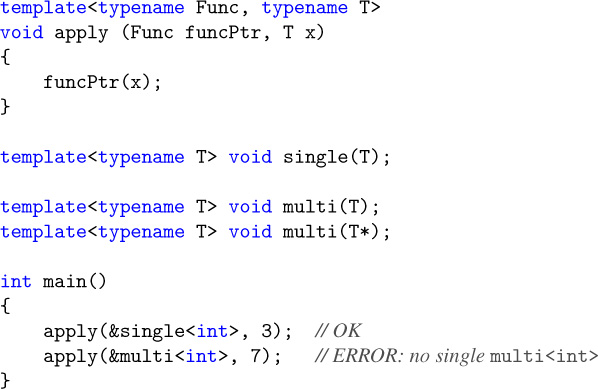 template<typename Func, typename T>
void apply (Func funcPtr, T x)
{
    funcPtr(x);
}

template<typename T> void single(T);

template<typename T> void multi(T);
template<typename T> void multi(T*);

int main()
{
    apply(&single<int>, 3);  // OK
    apply(&multi<int>, 7);   // ERROR: no single multi<int>
}